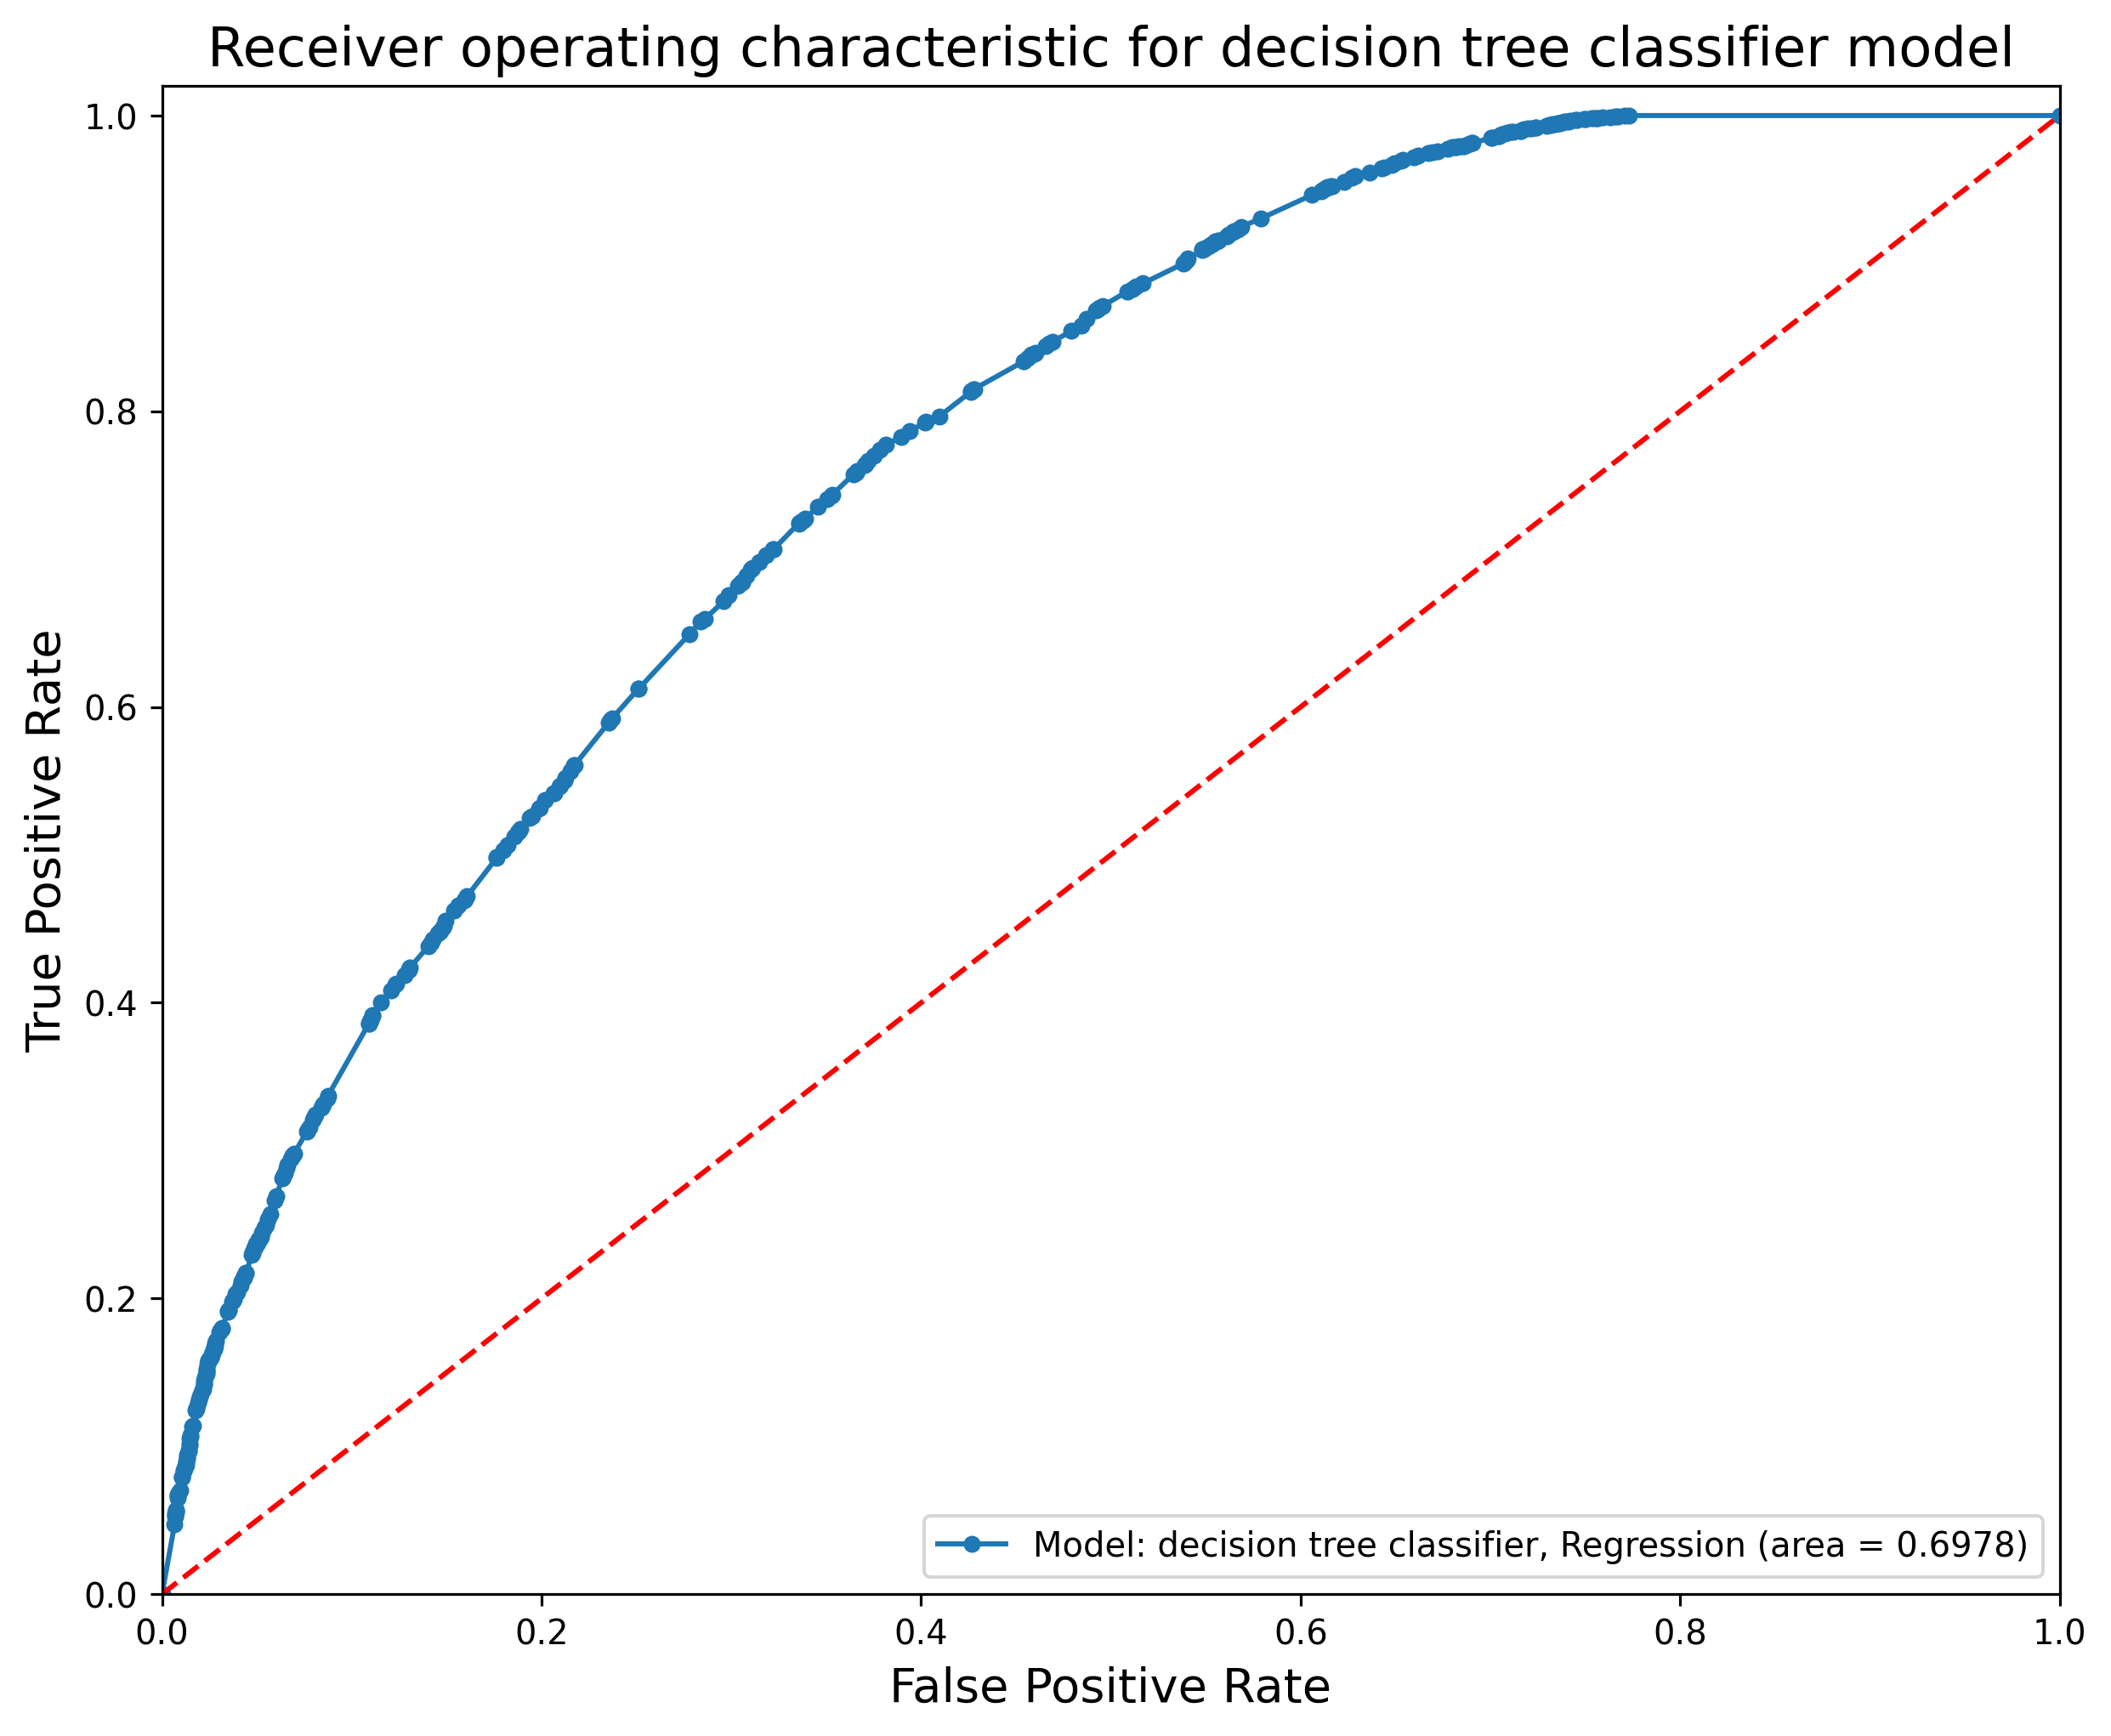 Receiver operating characteristic for decision tree classifier model
1.0
0.8
0.6
0.4
0.2
0.0
True Positive Rate
Model: decision tree classifier, Regression (area = 0.6978)
0.0 0.2 0.4 0.6 0.8 1.0
False Positive Rate